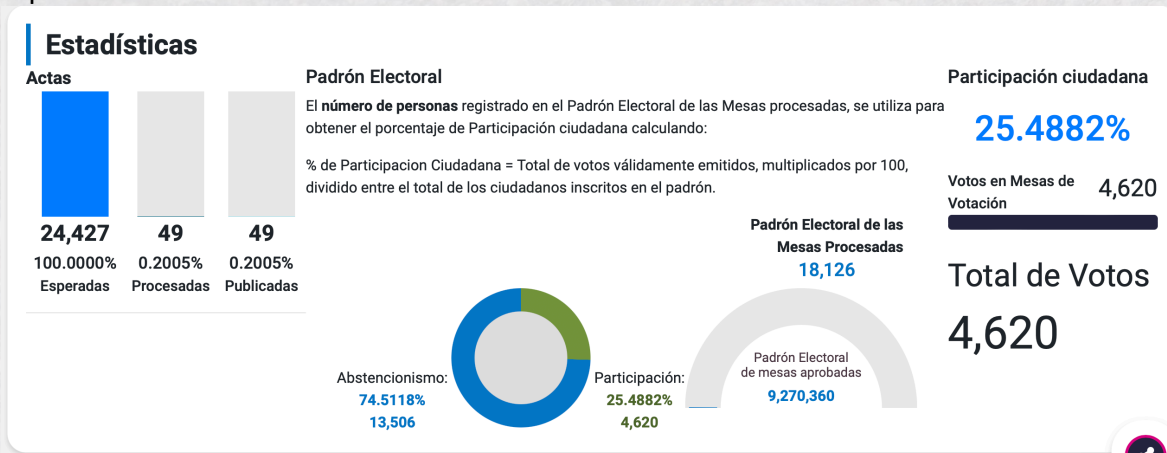 Estadísticas
Actas
24,427
100.0000%
Esperadas
49
0.2005%
Procesadas
49
0.2005%
Publicadas
Padrón Electoral
El número de personas registrado en el Padrón Electoral de las Mesas procesadas, se utiliza para
obtener el porcentaje de Participación ciudadana calculando:
% de Participacion Ciudadana = Total de votos válidamente emitidos, multiplicados por 100,
dividido entre el total de los ciudadanos inscritos en el padrón.
Abstencionismo:
74.5118%
13,506
Participación:
25.4882%
4,620
Padrón Electoral de las
Mesas Procesadas
18,126
Padrón Electoral
de mesas aprobadas
9,270,360
Participación ciudadana
25.4882%
Votos en Mesas de
Votación
4,620
Total de Votos
4,620